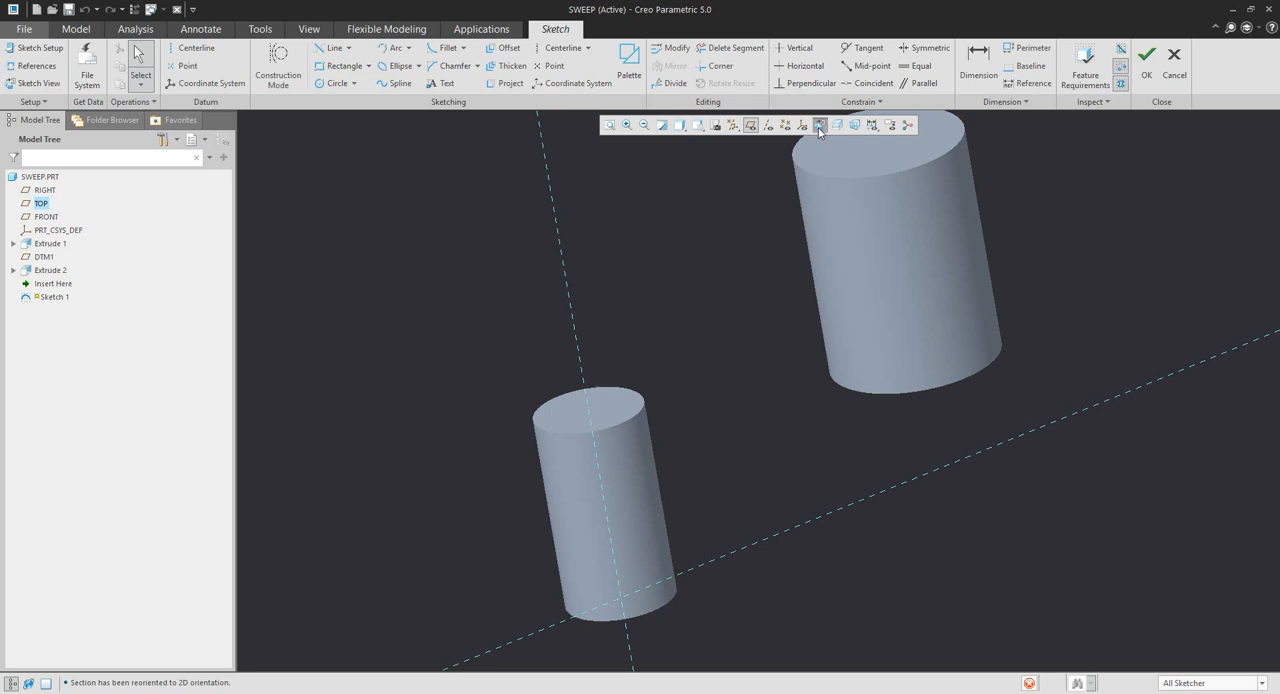 SWEEP (Active) - Creo Parametric 5.0
File Model Analysis Annotate Tools View Flexible Modeling Applications Sketch
Sketch Setup
References
Sketch View
Setup
File System
Get Data
Select
Operations
Centerline
Point
Coordinate System
Datum
Construction Mode
Line Arc Fillet Offset Centerline
Rectangle Ellipse Chamfer Thicken Point
Circle Spline Text Project Coordinate System
Palette
Sketching
Modify Delete Segment
Mirror Corner
Divide Rotate Resize
Editing
Vertical Tangent Symmetric
Horizontal Mid-point Equal
Perpendicular Coincident Parallel
Constrain
Dimension
Perimeter
Baseline
Reference
Dimension
Feature Requirements
Inspect
OK Cancel
Close
Model Tree Folder Browser Favorites
Model Tree
SWEEP.PRT
RIGHT
TOP
FRONT
PRT_CSYS_DEF
Extrude 1
DTM1
Extrude 2
Insert Here
Sketch 1
Section has been reoriented to 2D orientation.
All Sketcher